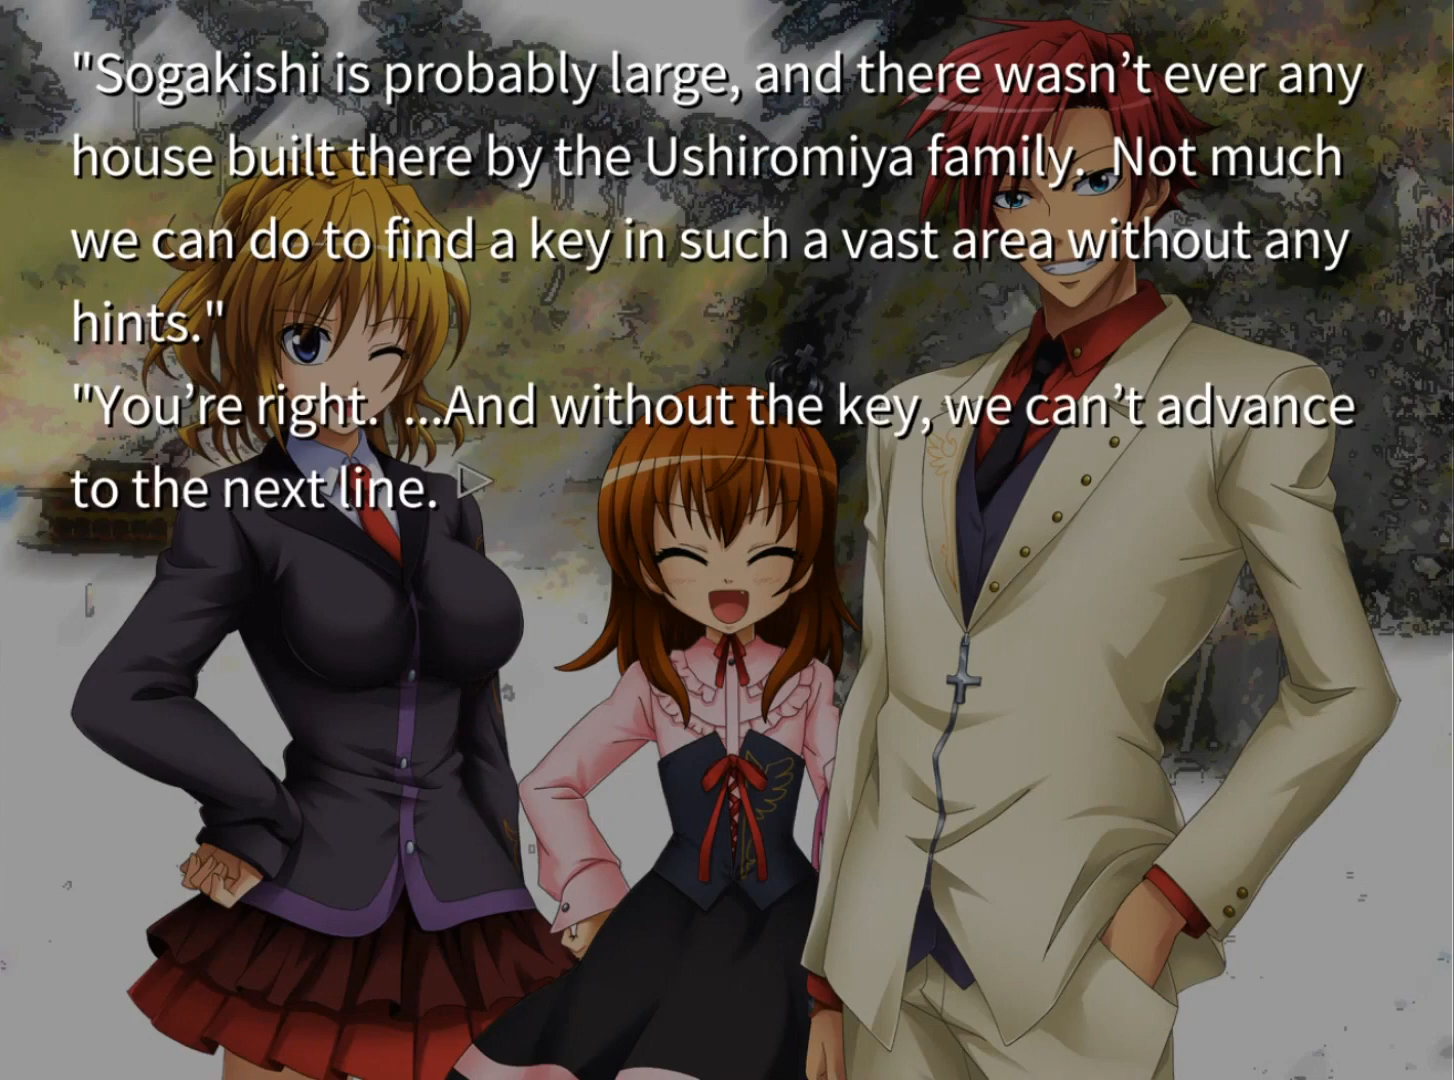 "Sogakishi is probably large, and there wasn’t ever any
house built there by the Ushiromiya family.  Not much
we can do to find a key in such a vast area without any
hints."
"You’re right.  ...And without the key, we can’t advance
to the next line.